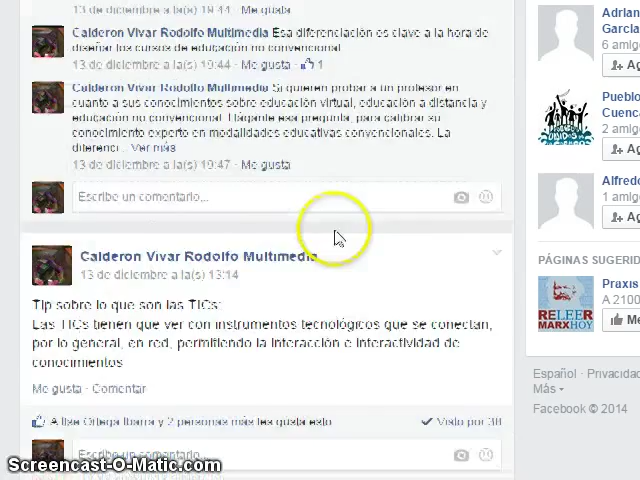 13 de diciembre a la(s) 19:44 · Me gusta
Calderon Vivar Rodolfo Multimedia Esa diferenciación es clave a la hora de
diseñar los cursos de educación no convencional
13 de diciembre a la(s) 19:44 · Me gusta · 1
Calderon Vivar Rodolfo Multimedia Si quieren probar a un profesor en
cuanto a sus conocimientos sobre educación virtual, educación a distancia y
educación no convencional. Háganle esa pregunta, para calibrar su
conocimiento experto en modalidades educativas convencionales. La
diferenci... Ver más
13 de diciembre a la(s) 19:47 · Me gusta
Escribe un comentario...
Calderon Vivar Rodolfo Multimedia
13 de diciembre a la(s) 13:14
Tip sobre lo que son las TICs:
Las TICs tienen que ver con instrumentos tecnológicos que se conectan,
por lo general, en red, permitiendo la interacción e interactividad de
conocimientos
Me gusta · Comentar
A Ilse Ortega Ibarra y 2 personas más les gusta esto
Visto por 38
Escribe un comentario...
Adrian
Garcia
6 amig
Ag
Pueblo
Cuenca
2 amig
Ag
Alfredo
1 amig
Ag
PÁGINAS SUGERID
Praxis
A 2100
Me
RELEER
MARXHOY
Español · Privacidad
Más
Facebook © 2014
Screencast-O-Matic.com